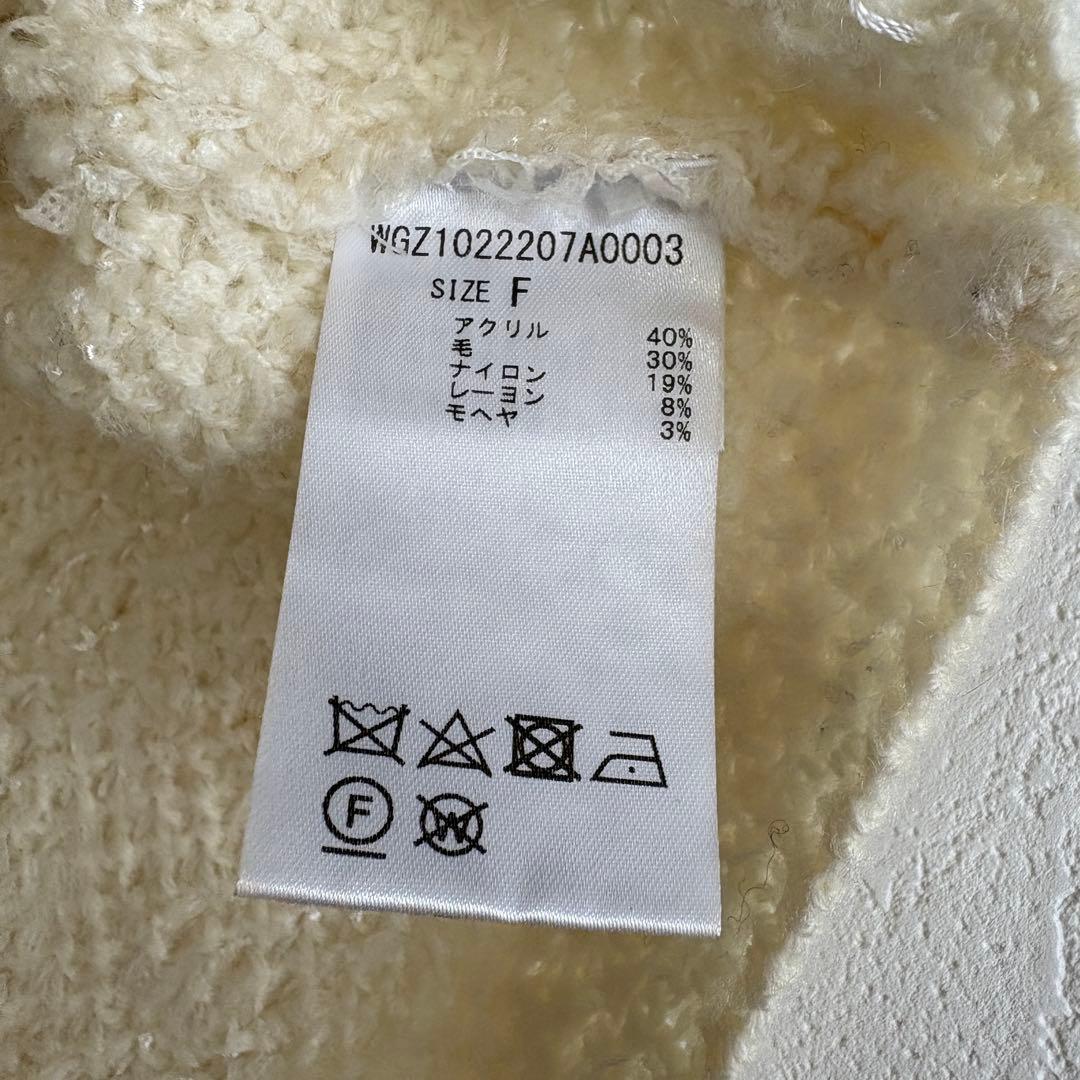 WGZ1022207A0003
SIZE F
アクリル 40%
毛 30%
ナイロン 19%
レーヨン 8%
モヘヤ 3%
F W